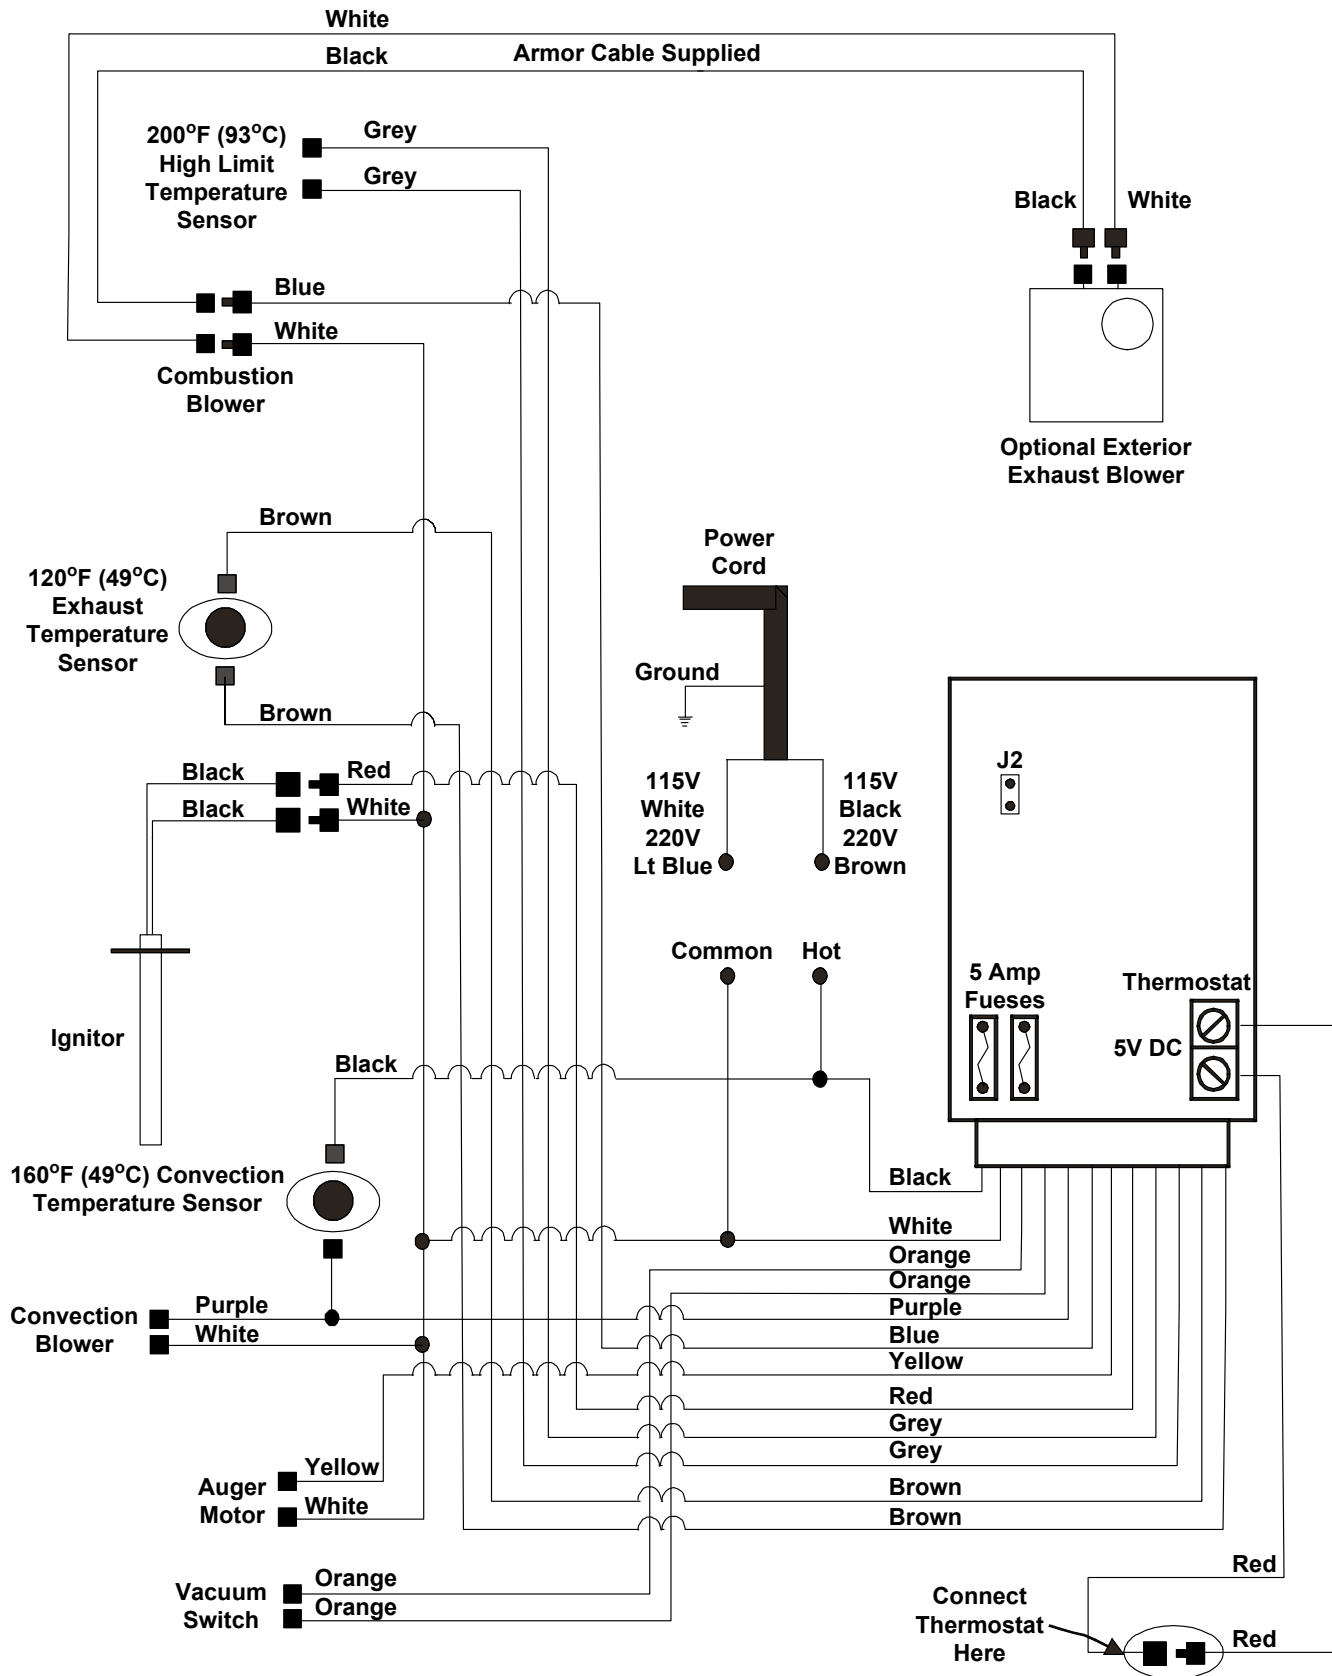 White
Black
Armor Cable Supplied
200°F (93°C)
High Limit
Temperature
Sensor
Grey
Grey
Black
White
Blue
White
Combustion
Blower
Optional Exterior
Exhaust Blower
Brown
120°F (49°C)
Exhaust
Temperature
Sensor
Brown
Power
Cord
Ground
115V
White
220V
Lt Blue
115V
Black
220V
Brown
Black
Red
Black
White
Ignitor
J2
Common
Hot
5 Amp
Fueses
Thermostat
5V DC
Black
160°F (49°C) Convection
Temperature Sensor
Black
White
Orange
Orange
Purple
Blue
Yellow
Red
Grey
Grey
Brown
Brown
Convection
Blower
Purple
White
Auger
Motor
Yellow
White
Vacuum
Switch
Orange
Orange
Connect
Thermostat
Here
Red
Red